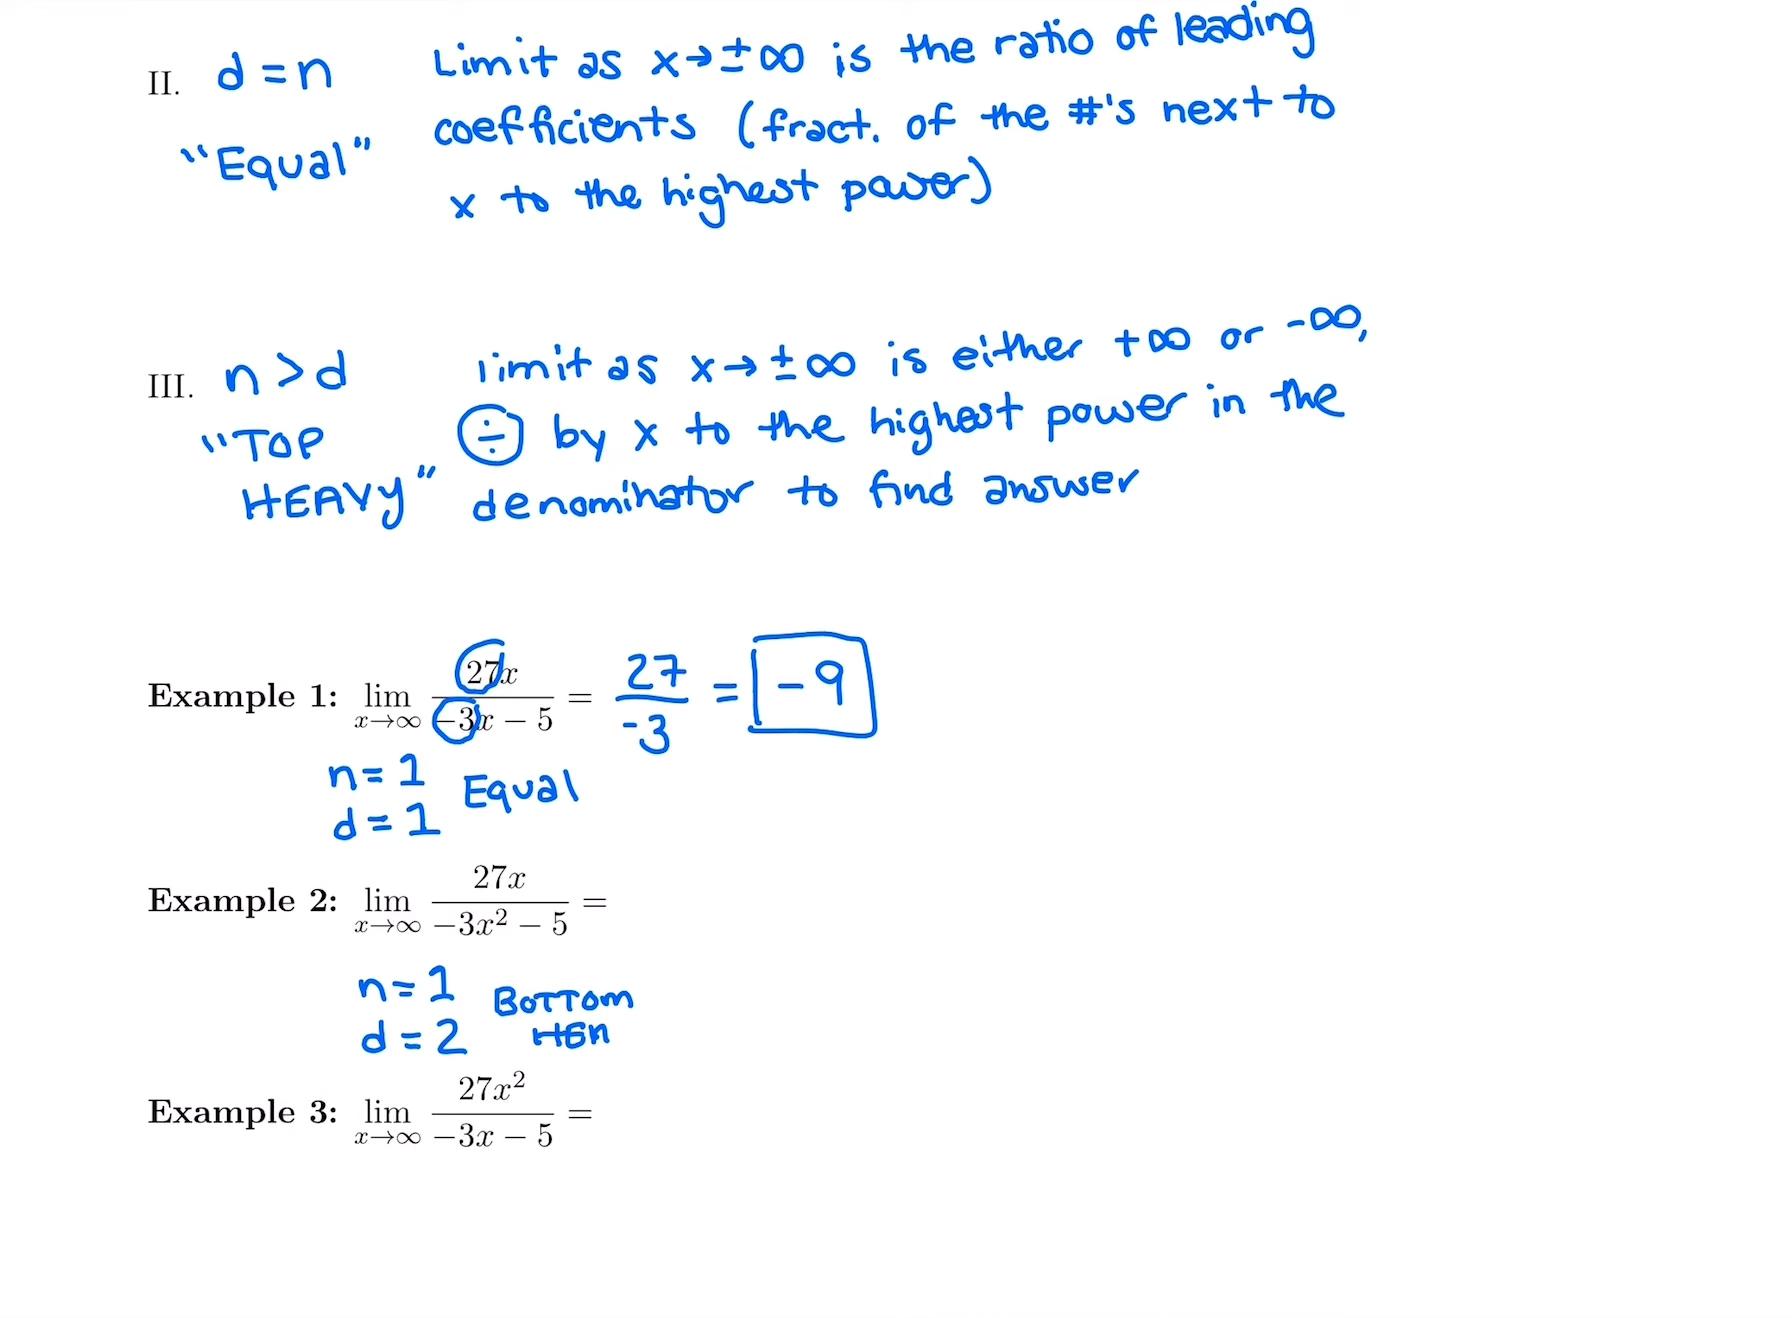 II. d = n Limit as x→±∞ is the ratio of leading
"Equal" coefficients (fract. of the #'s next to
x to the highest power)
III. n > d limit as x→±∞ is either +∞ or -∞,
"TOP ÷ by x to the highest power in the
HEAVY" denominator to find answer
Example 1: lim x→∞ 27x / −3x − 5 = 27 / -3 = -9
n = 1 Equal
d = 1
Example 2: lim x→∞ 27x / −3x² − 5 =
n = 1 BOTTOM
d = 2 HEA
Example 3: lim x→∞ 27x² / −3x − 5 =